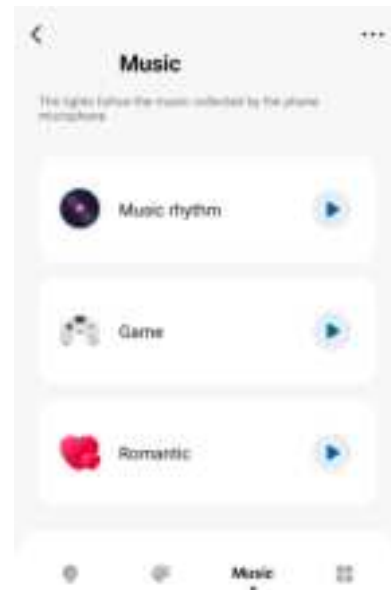 Music
The lights follow the music collected by the phone
microphone
Music rhythm
Game
Romantic
Music